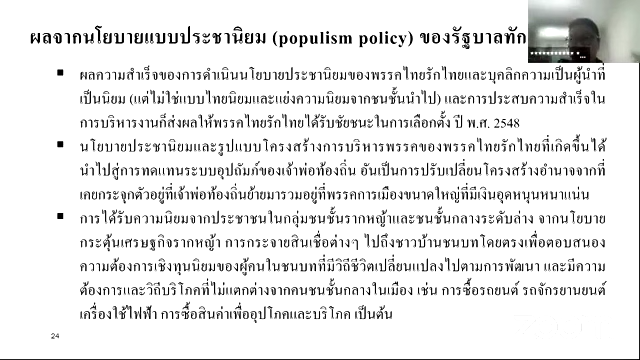 ผลจากนโยบายแบบประชานิยม (populism policy) ของรัฐบาลทัก
▪ ผลความสำเร็จของการดำเนินนโยบายประชานิยมของพรรคไทยรักไทยและบุคลิกความเป็นผู้นำที่
เป็นนิยม (แต่ไม่ใช่แบบไทยนิยมและแย่งความนิยมจากชนชั้นนำไป) และการประสบความสำเร็จใน
การบริหารงานก็ส่งผลให้พรรคไทยรักไทยได้รับชัยชนะในการเลือกตั้ง ปี พ.ศ. 2548
▪ นโยบายประชานิยมและรูปแบบโครงสร้างการบริหารพรรคของพรรคไทยรักไทยที่เกิดขึ้นได้
นำไปสู่การทดแทนระบบอุปถัมภ์ของเจ้าพ่อท้องถิ่น อันเป็นการปรับเปลี่ยนโครงสร้างอำนาจจากที่
เคยกระจุกตัวอยู่ที่เจ้าพ่อท้องถิ่นย้ายมารวมอยู่ที่พรรคการเมืองขนาดใหญ่ที่มีเงินอุดหนุนหนาแน่น
▪ การได้รับความนิยมจากประชาชนในกลุ่มชนชั้นรากหญ้าและชนชั้นกลางระดับล่าง จากนโยบาย
กระตุ้นเศรษฐกิจรากหญ้า การกระจายสินเชื่อต่างๆ ไปถึงชาวบ้านชนบทโดยตรงเพื่อตอบสนอง
ความต้องการเชิงทุนนิยมของผู้คนในชนบทที่มีวิถีชีวิตเปลี่ยนแปลงไปตามการพัฒนา และมีความ
ต้องการและวิถีบริโภคที่ไม่แตกต่างจากคนชนชั้นกลางในเมือง เช่น การซื้อรถยนต์ รถจักรยานยนต์
เครื่องใช้ไฟฟ้า การซื้อสินค้าเพื่ออุปโภคและบริโภค เป็นต้น
24